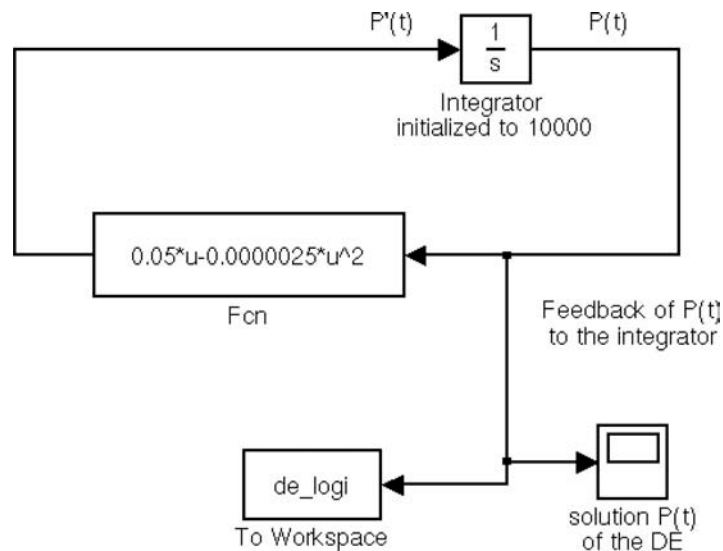 P'(t)
P(t)
1
s
Integrator
initialized to 10000
0.05*u-0.0000025*u^2
Fcn
Feedback of P(t)
to the integrator
de_logi
To Workspace
solution P(t)
of the DE